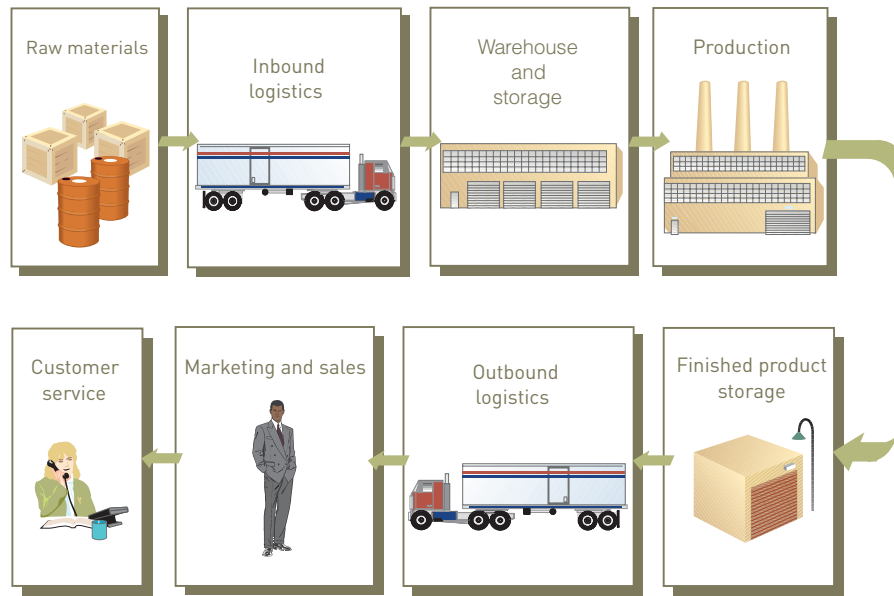 Raw materials
Inbound
logistics
Warehouse
and
storage
Production
Customer
service
Marketing and sales
Outbound
logistics
Finished product
storage